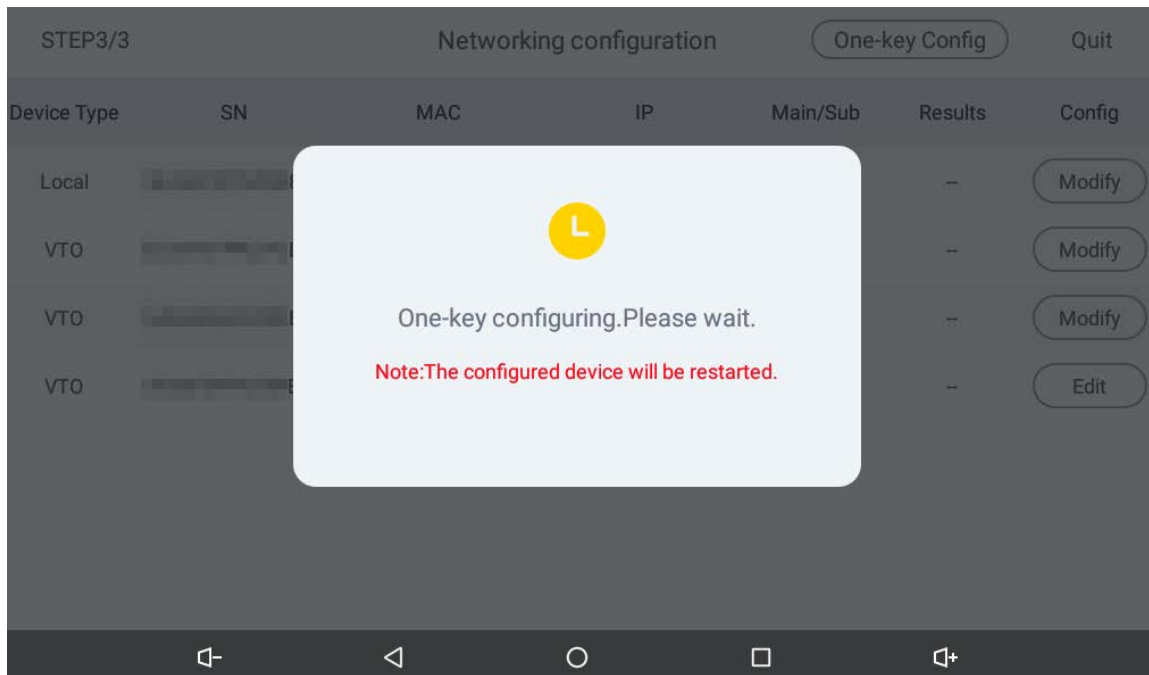 STEP3/3 Networking configuration One-key Config Quit
Device Type SN MAC IP Main/Sub Results Config
Local -- Modify
VTO -- Modify
VTO -- Modify
VTO -- Edit
One-key configuring.Please wait.
Note:The configured device will be restarted.